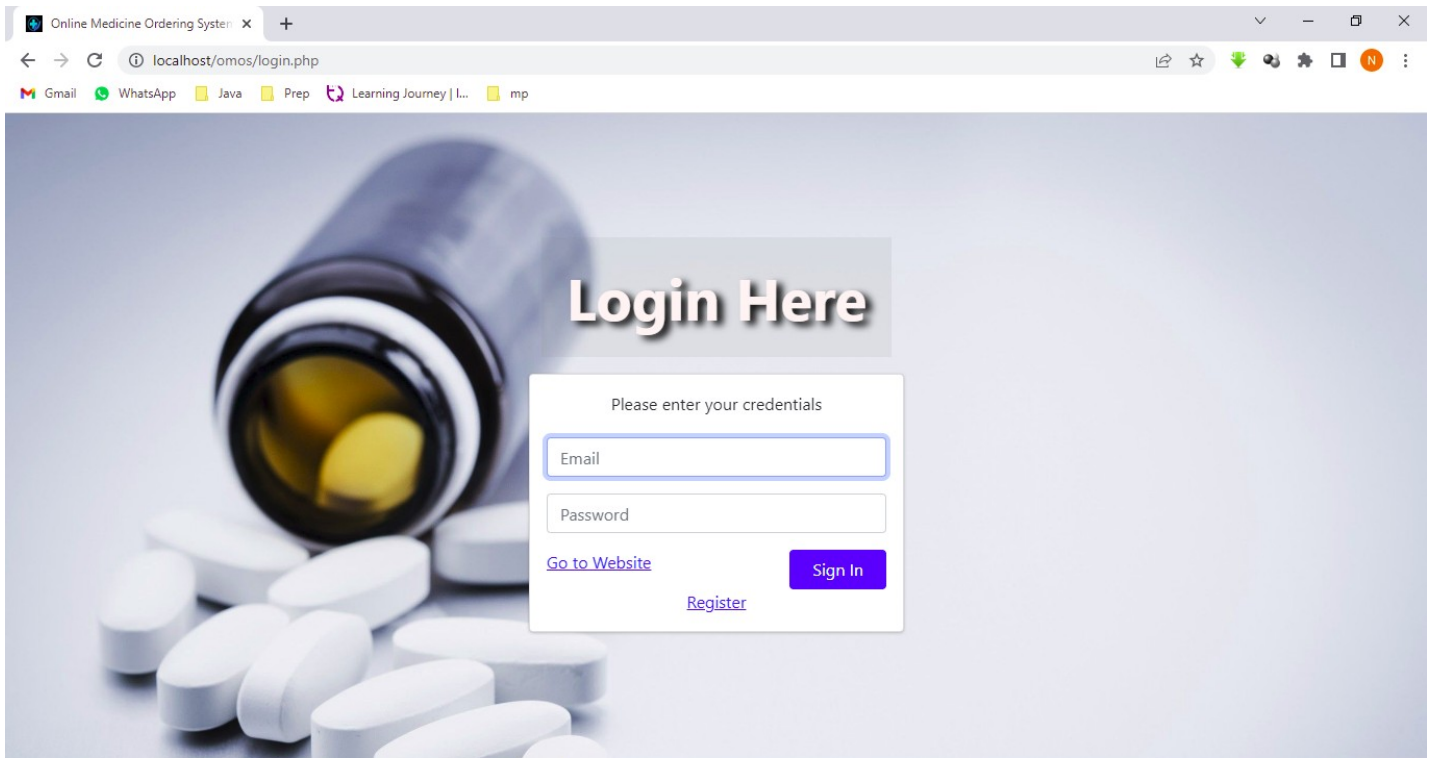 Online Medicine Ordering System
localhost/omos/login.php
N
Gmail
WhatsApp
Java
Prep
Learning Journey | I...
mp
Login Here
Please enter your credentials
Email
Password
Go to Website
Sign In
Register